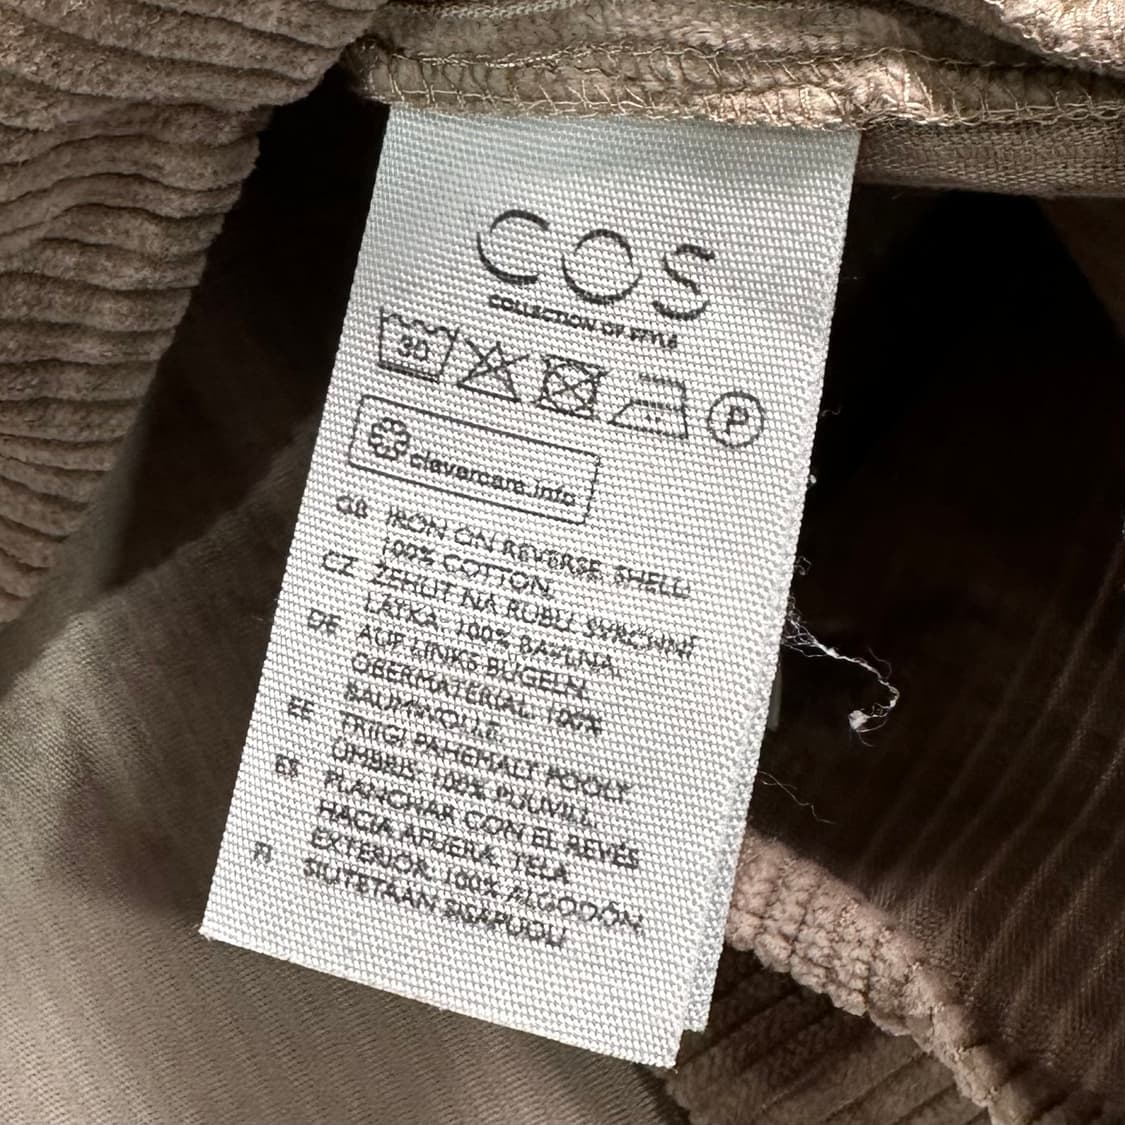 COS
COLLECTION OF STYLE
30
P
clevercare.info
GB IRON ON REVERSE. SHELL:
100% COTTON.
CZ ŽEHLIT NA RUBU. SVRCHNÍ
LÁTKA: 100% BAVLNA.
DE AUF LINKS BÜGELN.
OBERMATERIAL: 100%
BAUMWOLLE.
EE TRIIGI PAHEMALT POOLT.
ÜMBRIS: 100% PUUVILL.
ES PLANCHAR CON EL REVÉS
HACIA AFUERA. TELA
EXTERIOR: 100% ALGODÓN.
FI SILITETÄÄN SISÄPUOLI